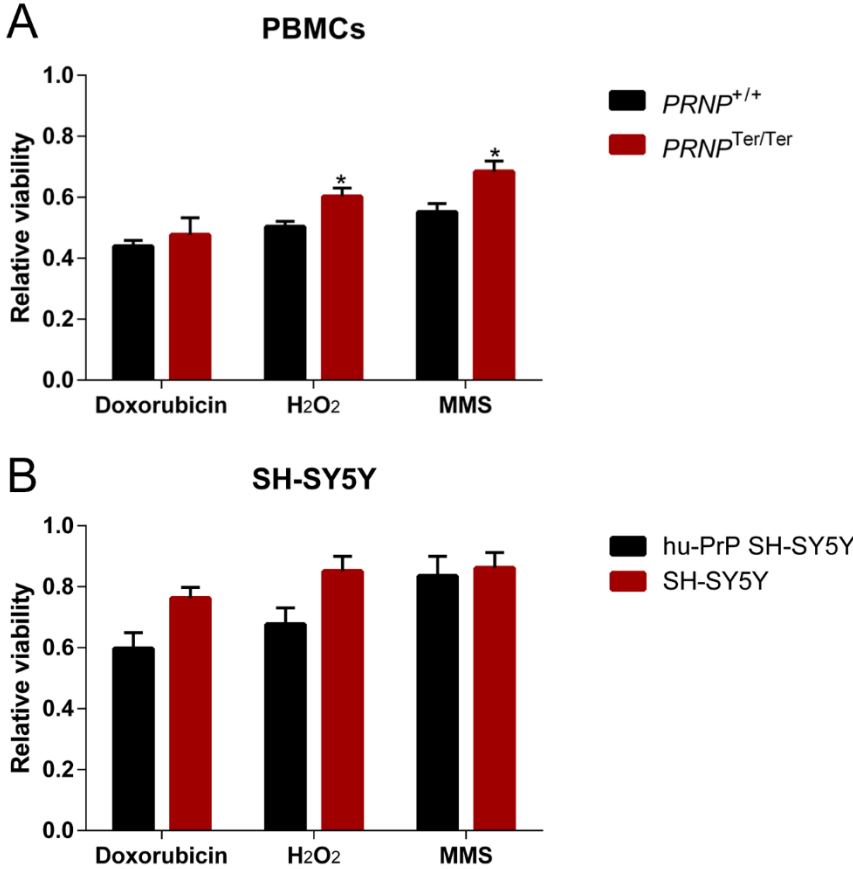 A
PBMCs
Relative viability
1.0
0.8
0.6
0.4
0.2
0.0
* *
Doxorubicin H2O2 MMS
PRNP+/+
PRNPTer/Ter
B
SH-SY5Y
Relative viability
1.0
0.8
0.6
0.4
0.2
0.0
Doxorubicin H2O2 MMS
hu-PrP SH-SY5Y
SH-SY5Y